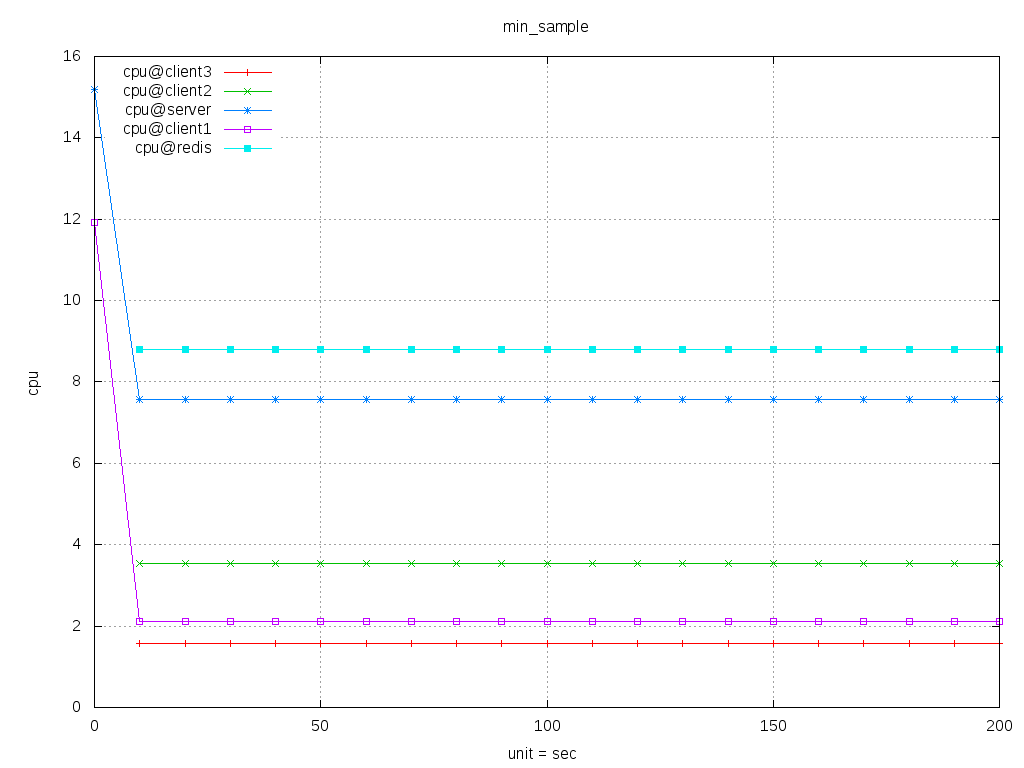 min_sample
16
14
12
10
8
6
4
2
0
cpu
cpu@client3
cpu@client2
cpu@server
cpu@client1
cpu@redis
0 50 100 150 200
unit = sec